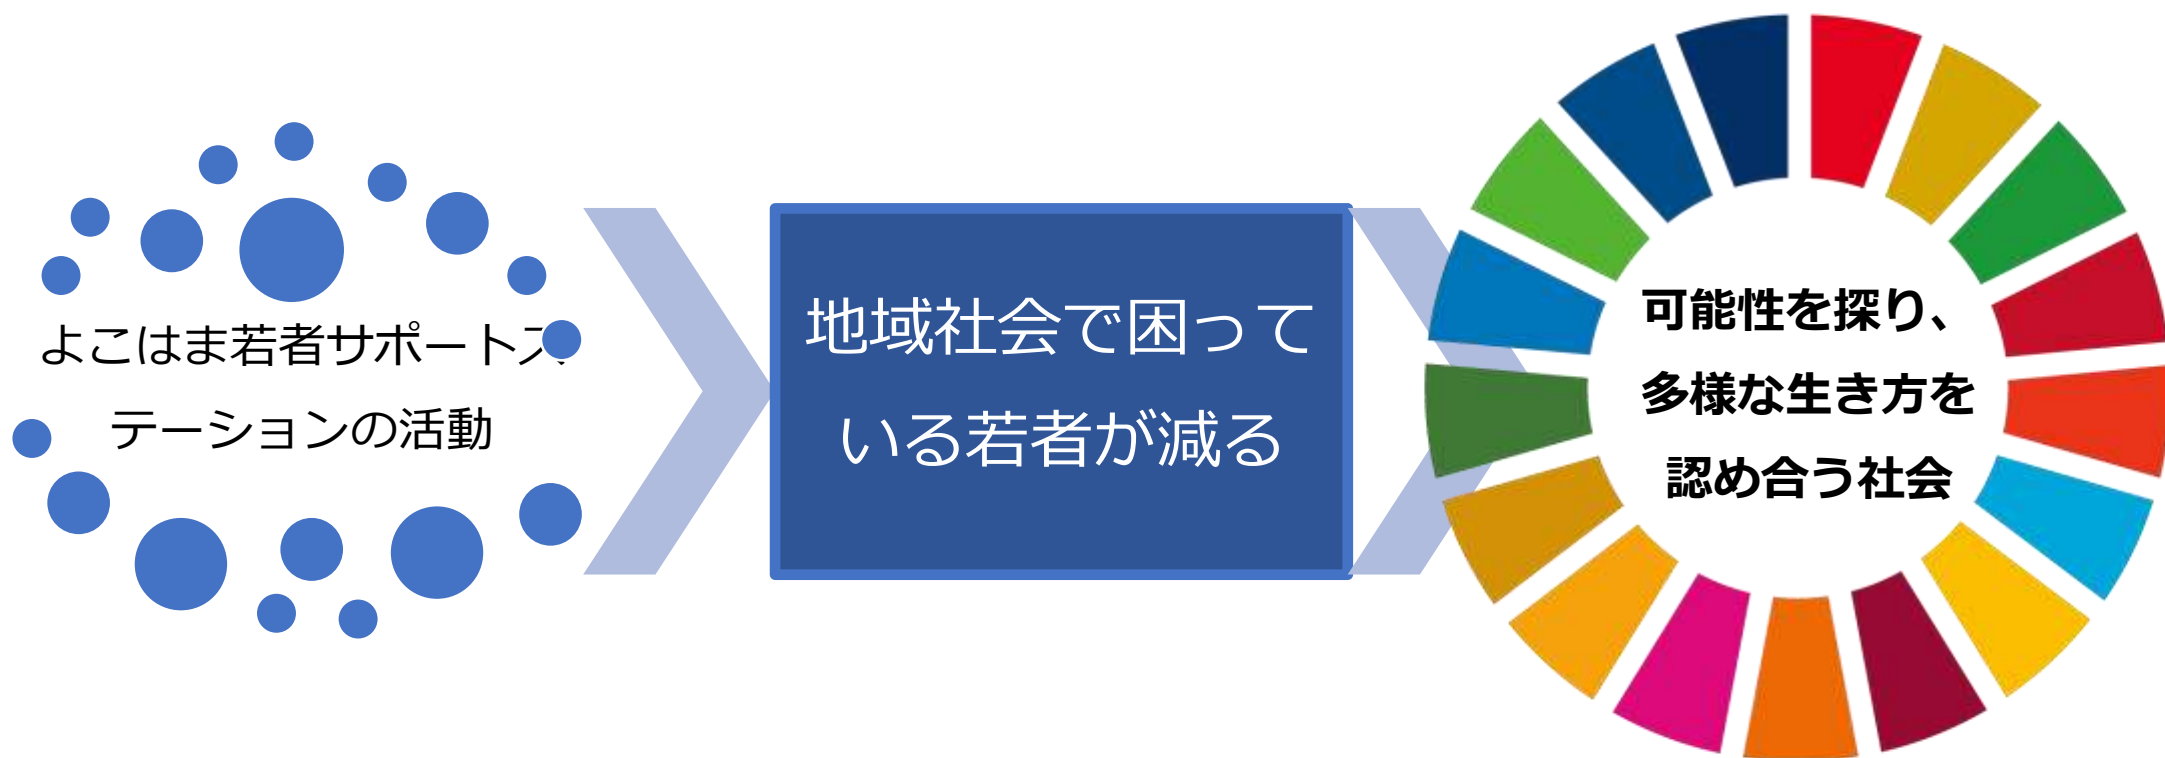 よこはま若者サポートス
テーションの活動
地域社会で困って
いる若者が減る
可能性を探り、
多様な生き方を
認め合う社会